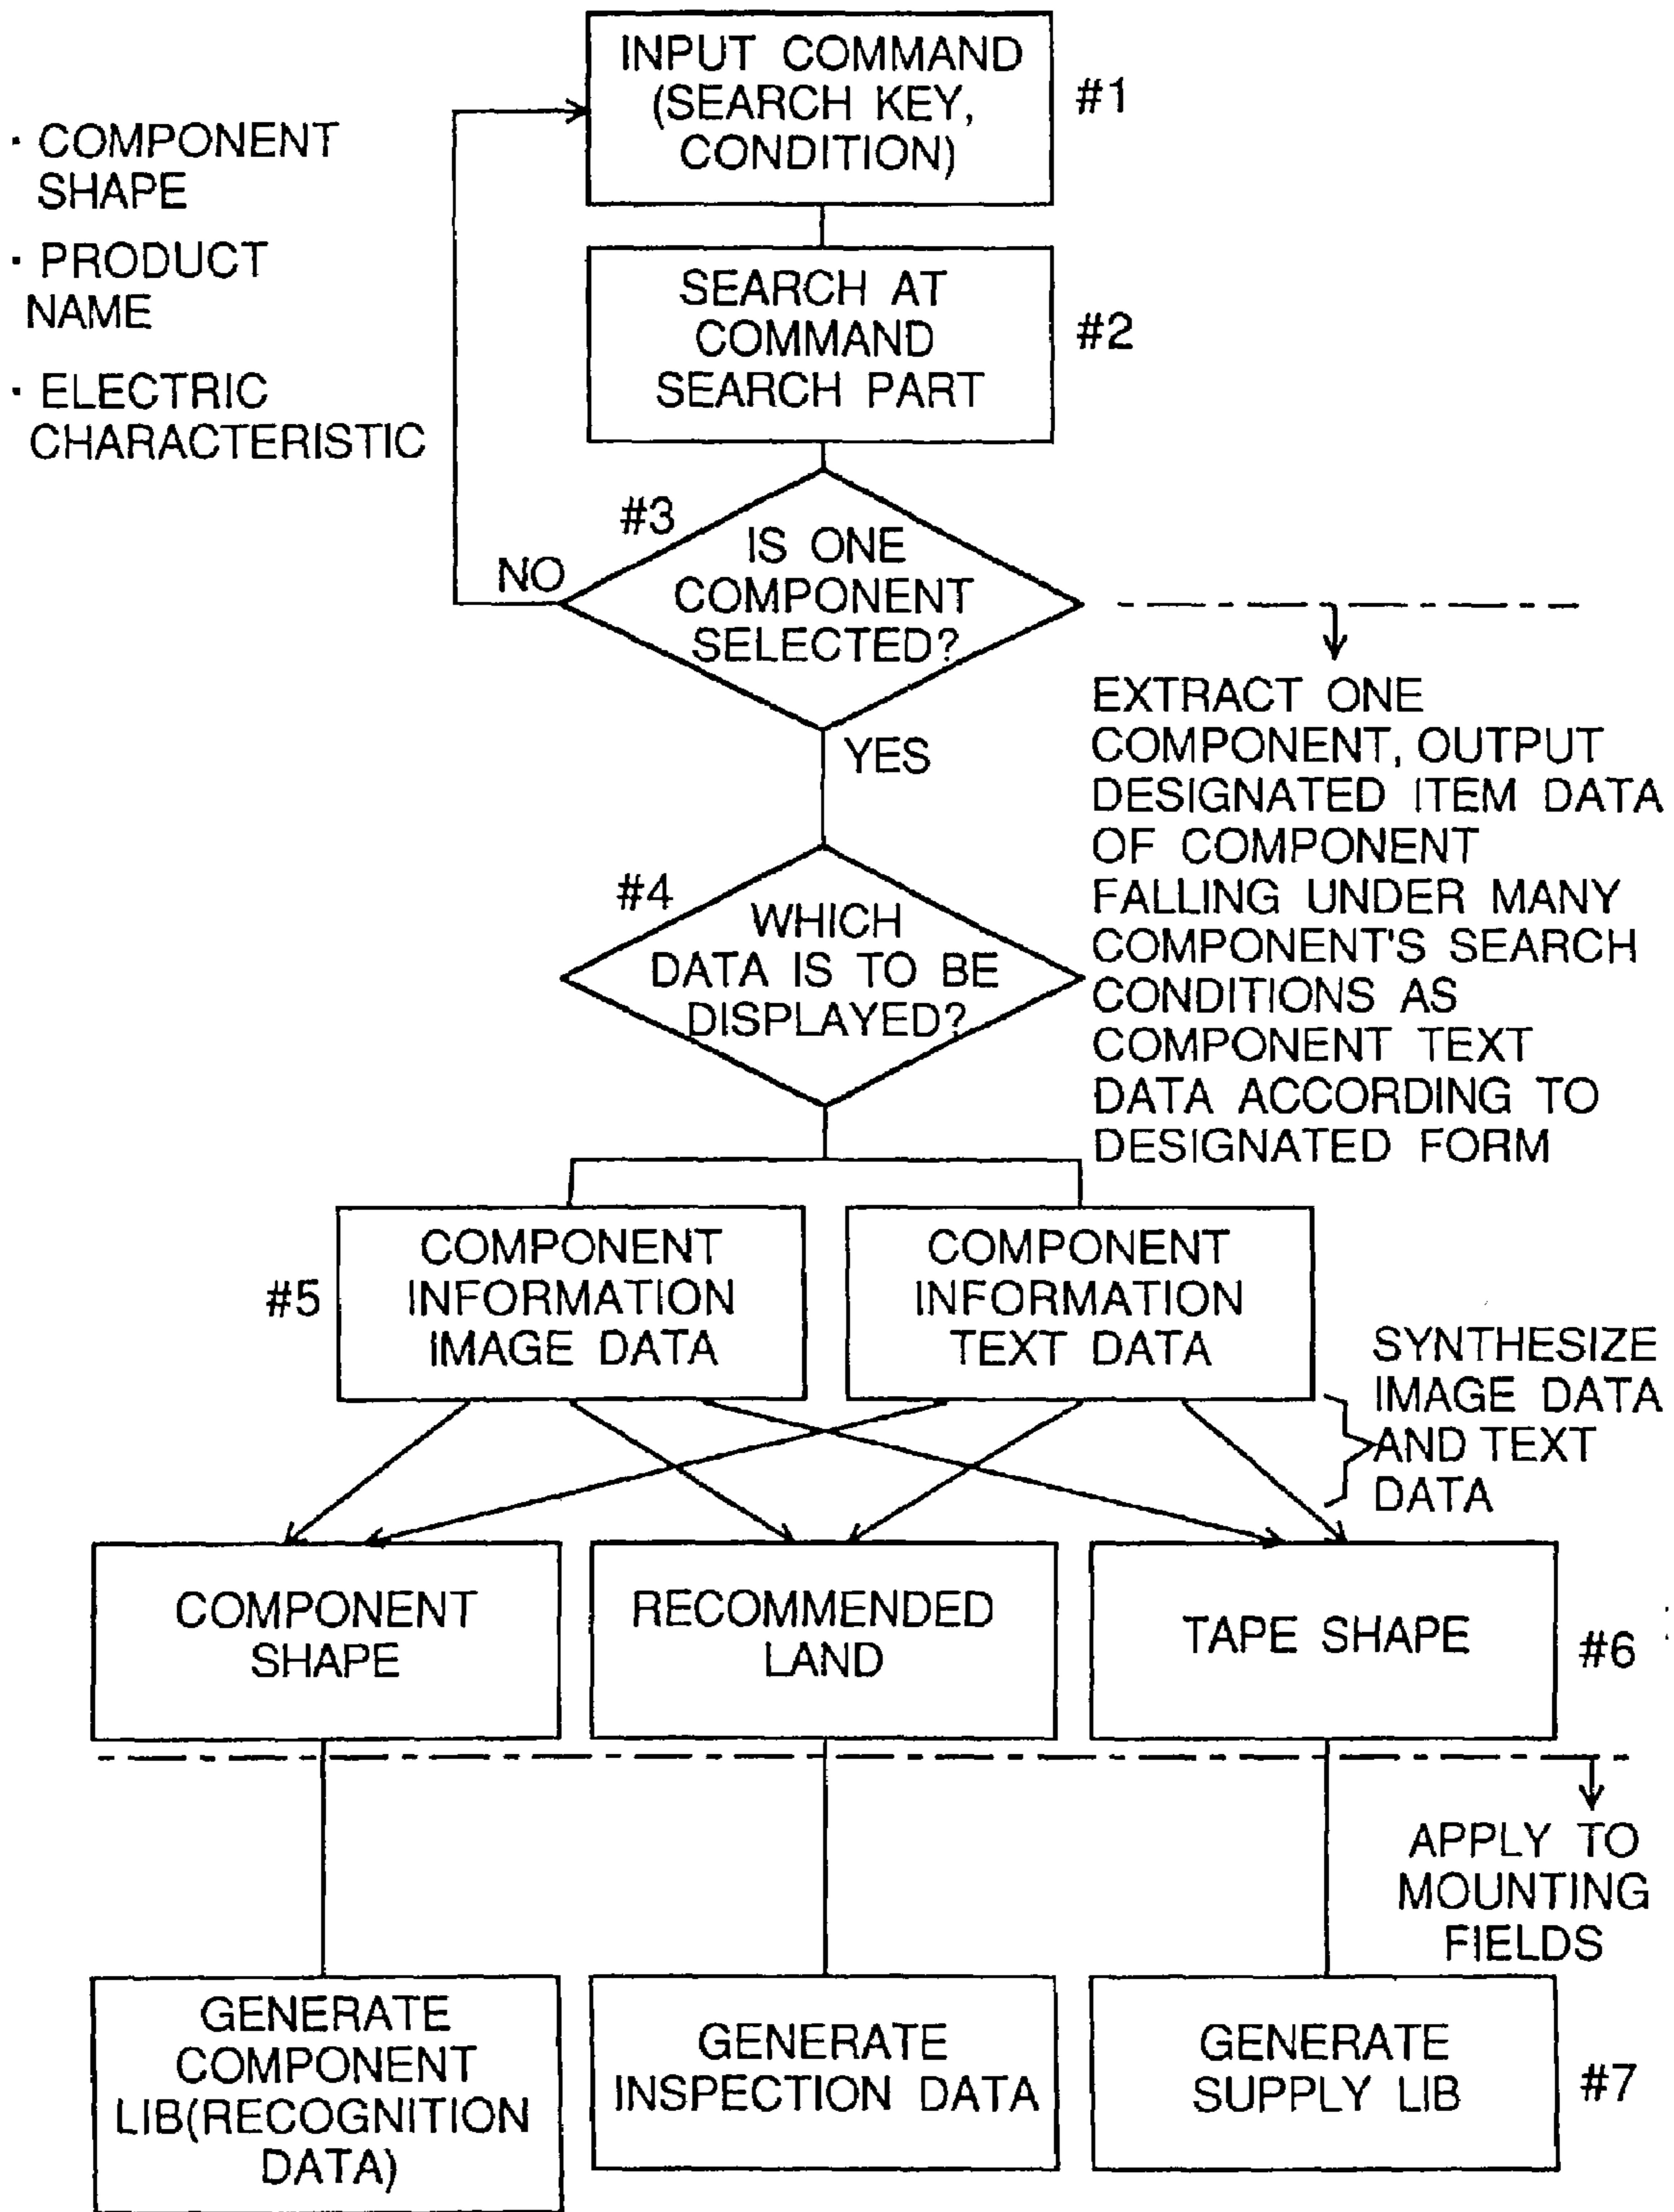 INPUT COMMAND
(SEARCH KEY,
CONDITION)
#1
· COMPONENT
SHAPE
· PRODUCT
NAME
· ELECTRIC
CHARACTERISTIC
SEARCH AT
COMMAND
SEARCH PART
#2
#3
IS ONE
COMPONENT
SELECTED?
NO
YES
EXTRACT ONE
COMPONENT, OUTPUT
DESIGNATED ITEM DATA
OF COMPONENT
FALLING UNDER MANY
COMPONENT'S SEARCH
CONDITIONS AS
COMPONENT TEXT
DATA ACCORDING TO
DESIGNATED FORM
#4
WHICH
DATA IS TO BE
DISPLAYED?
#5
COMPONENT
INFORMATION
IMAGE DATA
COMPONENT
INFORMATION
TEXT DATA
SYNTHESIZE
IMAGE DATA
AND TEXT
DATA
COMPONENT
SHAPE
RECOMMENDED
LAND
TAPE SHAPE
#6
APPLY TO
MOUNTING
FIELDS
GENERATE
COMPONENT
LIB(RECOGNITION
DATA)
GENERATE
INSPECTION DATA
GENERATE
SUPPLY LIB
#7